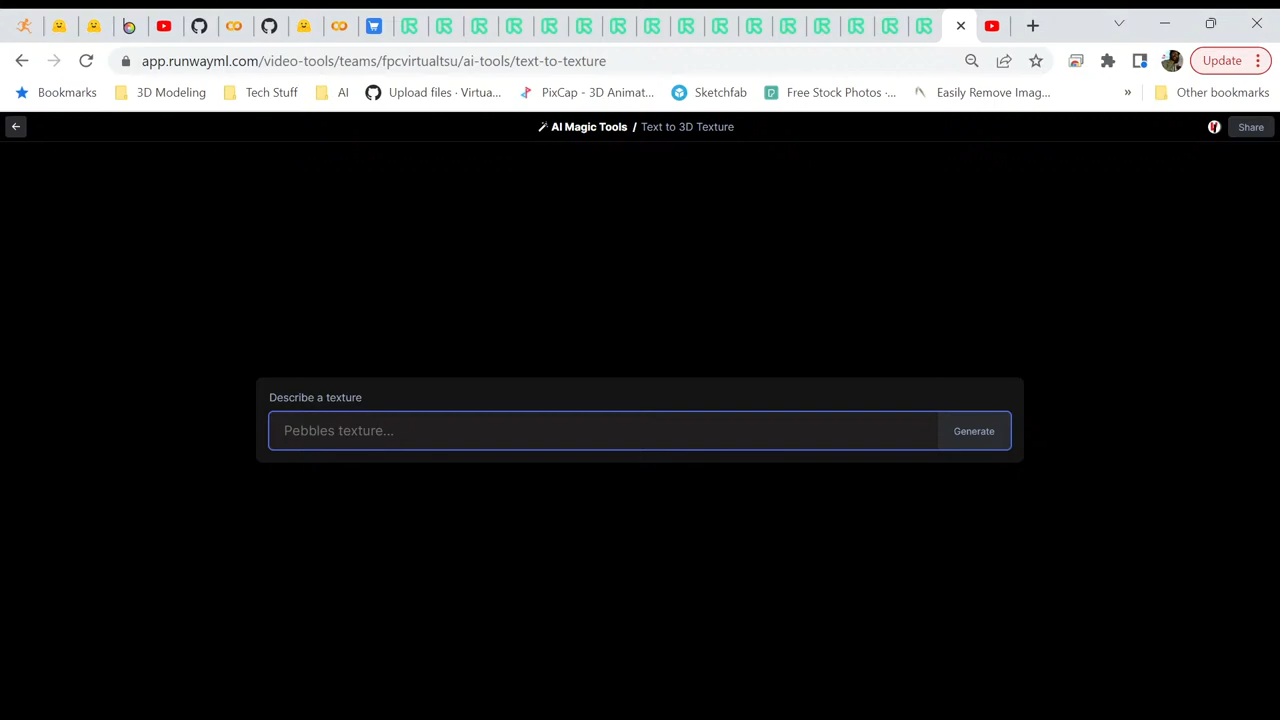 app.runwayml.com/video-tools/teams/fpcvirtualtsu/ai-tools/text-to-texture
Update
Bookmarks
3D Modeling
Tech Stuff
AI
Upload files · Virtua...
PixCap - 3D Animat...
Sketchfab
Free Stock Photos ·...
Easily Remove Imag...
»
Other bookmarks
AI Magic Tools / Text to 3D Texture
Share
Describe a texture
Pebbles texture...
Generate